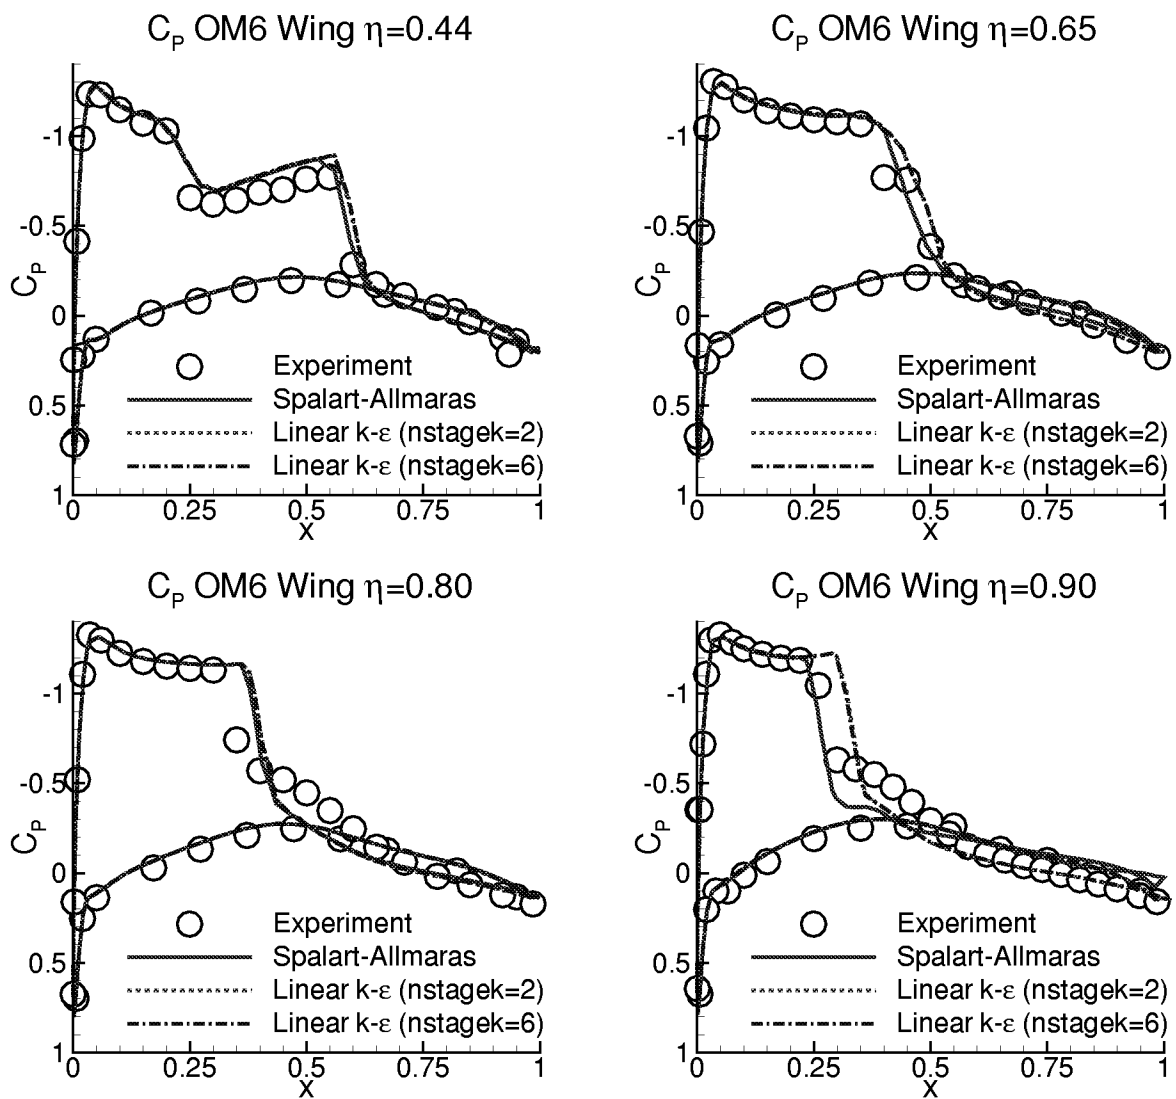 C_P OM6 Wing η=0.44
-1
-0.5
0
0.5
1
C_P
0
0.25
0.5
0.75
1
X
Experiment
Spalart-Allmaras
Linear k-ε (nstagek=2)
Linear k-ε (nstagek=6)
C_P OM6 Wing η=0.65
-1
-0.5
0
0.5
1
C_P
0
0.25
0.5
0.75
1
X
Experiment
Spalart-Allmaras
Linear k-ε (nstagek=2)
Linear k-ε (nstagek=6)
C_P OM6 Wing η=0.80
-1
-0.5
0
0.5
1
C_P
0
0.25
0.5
0.75
1
X
Experiment
Spalart-Allmaras
Linear k-ε (nstagek=2)
Linear k-ε (nstagek=6)
C_P OM6 Wing η=0.90
-1
-0.5
0
0.5
1
C_P
0
0.25
0.5
0.75
1
X
Experiment
Spalart-Allmaras
Linear k-ε (nstagek=2)
Linear k-ε (nstagek=6)